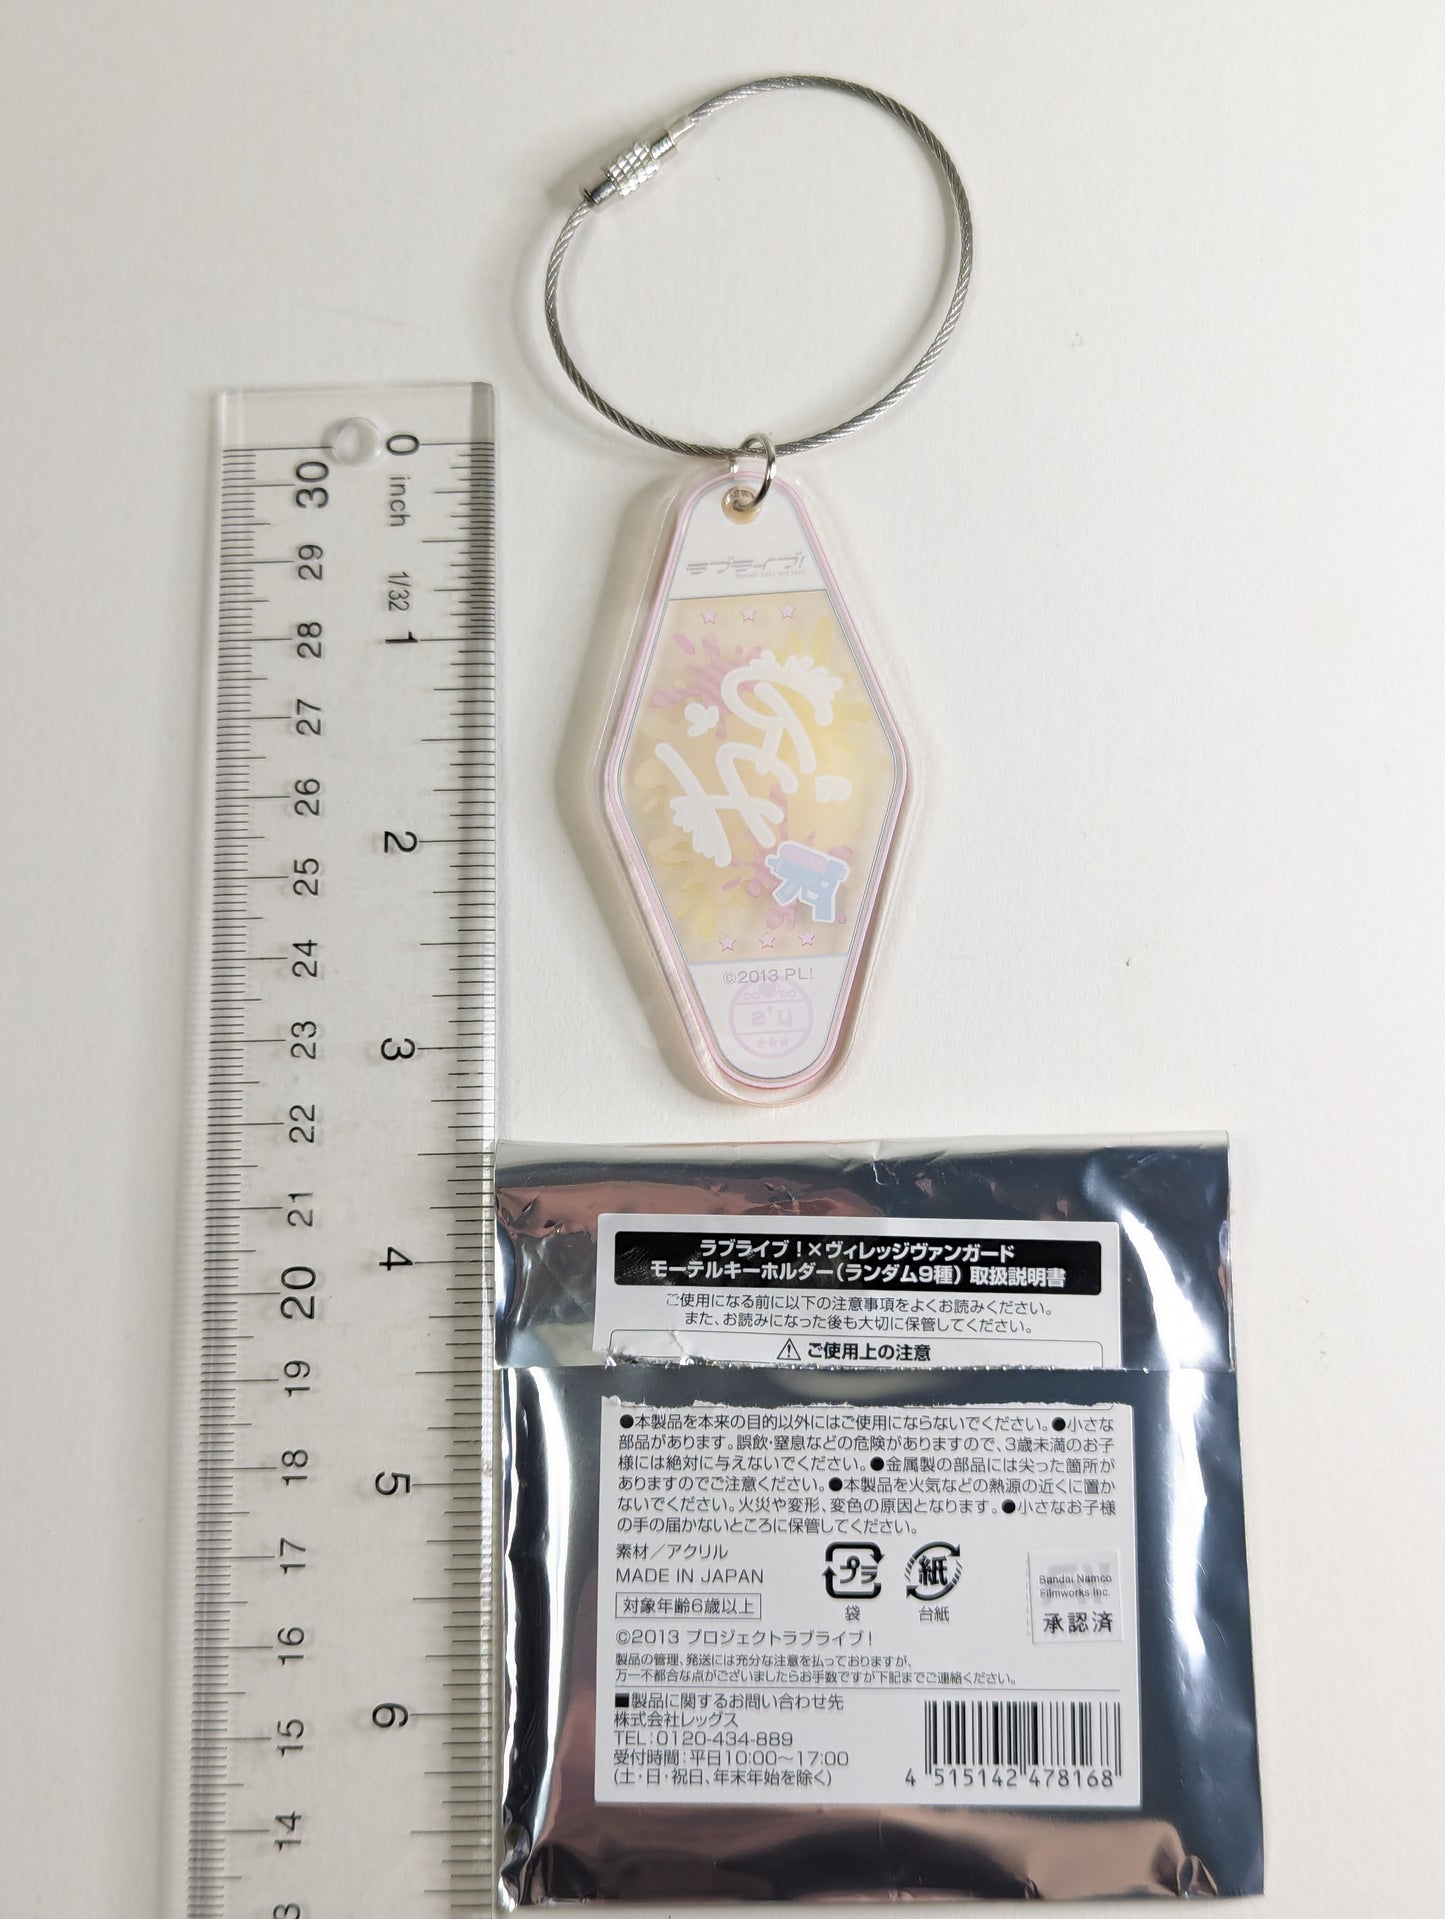 ラブライブ!
School idol project
りん
©2013 PL!
μ's
0
inch
1/32
1
2
3
4
5
6
30
29
28
27
26
25
24
23
22
21
20
19
18
17
16
15
14
ラブライブ!×ヴィレッジヴァンガード
モーテルキーホルダー(ランダム9種) 取扱説明書
ご使用になる前に以下の注意事項をよくお読みください。
また、お読みになった後も大切に保管してください。
ご使用上の注意
●本製品を本来の目的以外にはご使用にならないでください。●小さな
部品があります。誤飲・窒息などの危険がありますので、3歳未満のお子
様には絶対に与えないでください。●金属製の部品には尖った箇所が
ありますのでご注意ください。●本製品を火気などの熱源の近くに置か
ないでください。火災や変形、変色の原因となります。●小さなお子様
の手の届かないところに保管してください。
素材/アクリル
MADE IN JAPAN
対象年齢6歳以上
プラ
袋
紙
台紙
Bandai Namco
Filmworks Inc.
承認済
©2013 プロジェクトラブライブ!
製品の管理、発送には充分な注意を払っておりますが、
万一不都合な点がございましたらお手数ですが下記までご連絡ください。
■製品に関するお問い合わせ先
株式会社レッグス
TEL:0120-434-889
受付時間:平日10:00~17:00
(土・日・祝日、年末年始を除く)
4 515142 478168